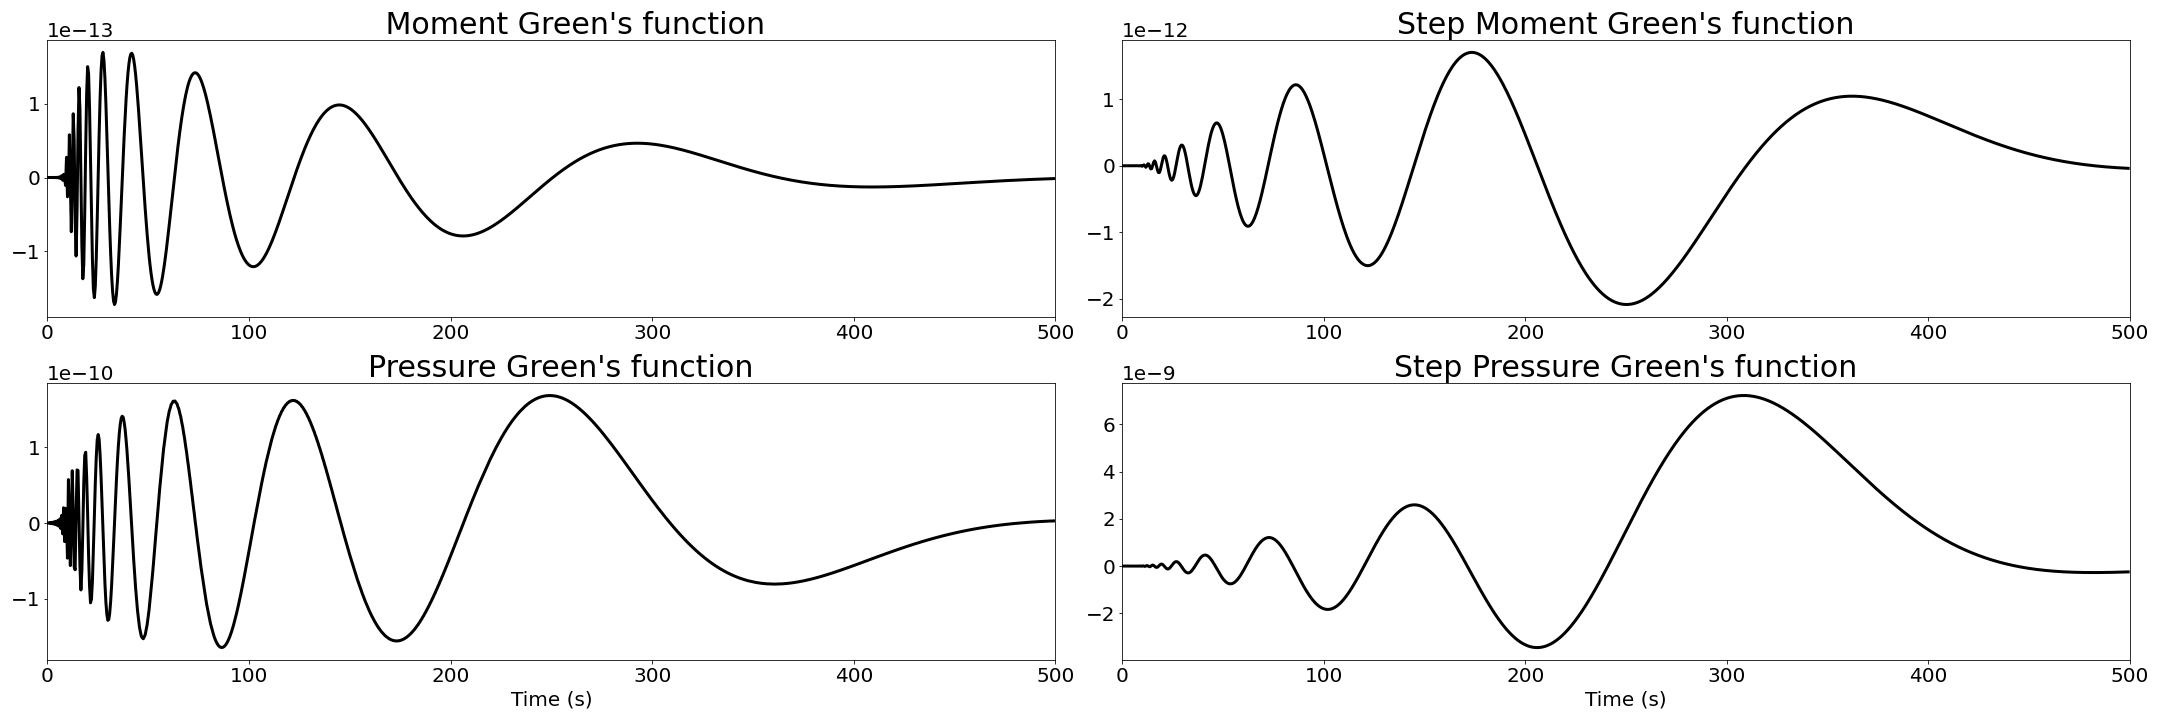 Moment Green's function
1e−13
1
0
−1
0 100 200 300 400 500
Step Moment Green's function
1e−12
1
0
−1
−2
0 100 200 300 400 500
Pressure Green's function
1e−10
1
0
−1
0 100 200 300 400 500
Time (s)
Step Pressure Green's function
1e−9
6
4
2
0
−2
0 100 200 300 400 500
Time (s)